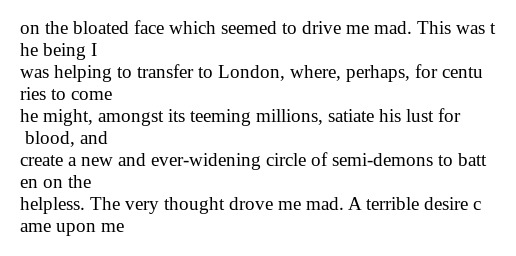 on the bloated face which seemed to drive me mad. This was t
he being I
was helping to transfer to London, where, perhaps, for centu
ries to come
he might, amongst its teeming millions, satiate his lust for
 blood, and
create a new and ever-widening circle of semi-demons to batt
en on the
helpless. The very thought drove me mad. A terrible desire c
ame upon me